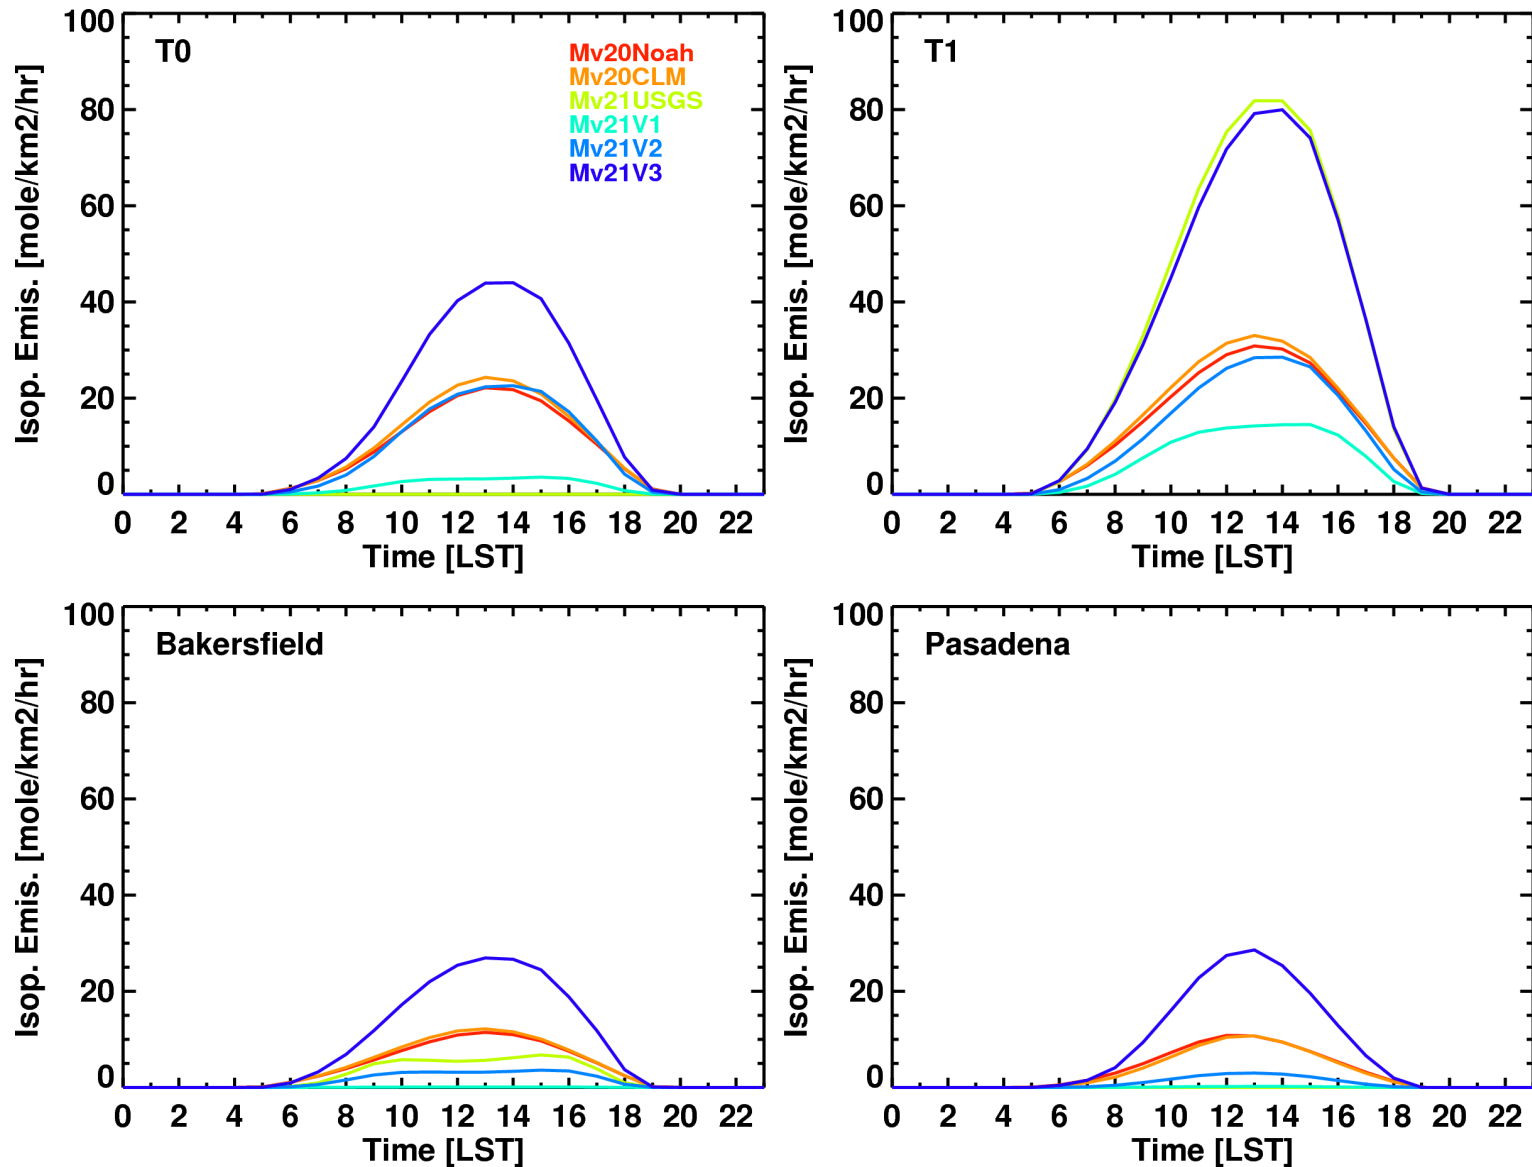 T0
Mv20Noah
Mv20CLM
Mv21USGS
Mv21V1
Mv21V2
Mv21V3
Isop. Emis. [mole/km2/hr]
100
80
60
40
20
0
0 2 4 6 8 10 12 14 16 18 20 22
Time [LST]
T1
Isop. Emis. [mole/km2/hr]
100
80
60
40
20
0
0 2 4 6 8 10 12 14 16 18 20 22
Time [LST]
Bakersfield
Isop. Emis. [mole/km2/hr]
100
80
60
40
20
0
0 2 4 6 8 10 12 14 16 18 20 22
Time [LST]
Pasadena
Isop. Emis. [mole/km2/hr]
100
80
60
40
20
0
0 2 4 6 8 10 12 14 16 18 20 22
Time [LST]